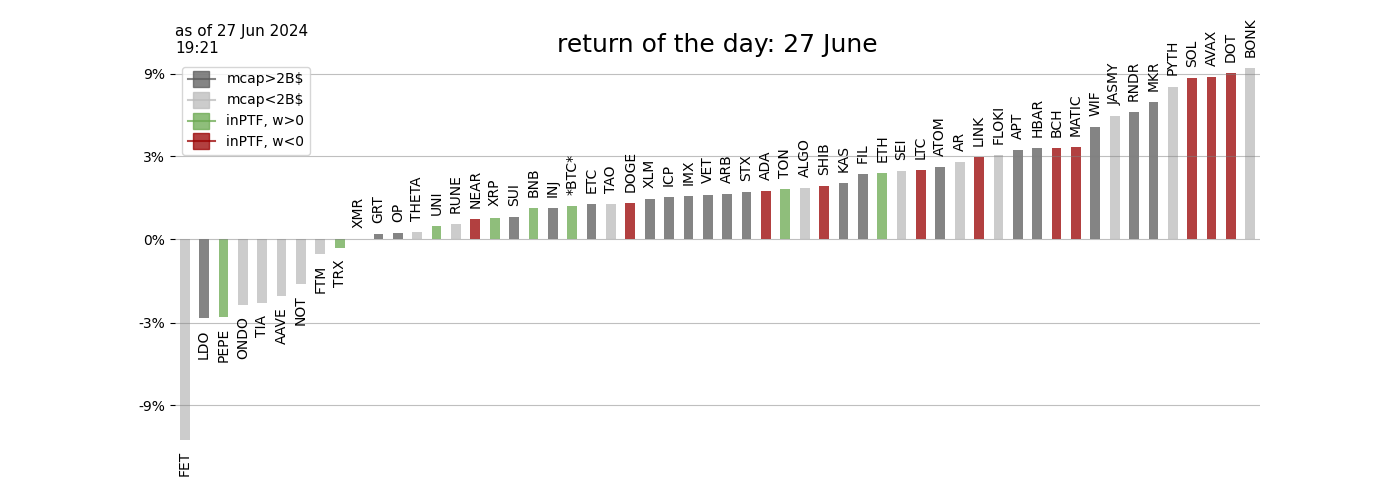 as of 27 Jun 2024
19:21
return of the day: 27 June
mcap>2B$
mcap<2B$
inPTF, w>0
inPTF, w<0
9%
3%
0%
-3%
-9%
FET
LDO
PEPE
ONDO
TIA
AAVE
NOT
FTM
TRX
XMR
GRT
OP
THETA
UNI
RUNE
NEAR
XRP
SUI
BNB
INJ
*BTC*
ETC
TAO
DOGE
XLM
ICP
IMX
VET
ARB
STX
ADA
TON
ALGO
SHIB
KAS
FIL
ETH
SEI
LTC
ATOM
AR
LINK
FLOKI
APT
HBAR
BCH
MATIC
WIF
JASMY
RNDR
MKR
PYTH
SOL
AVAX
DOT
BONK